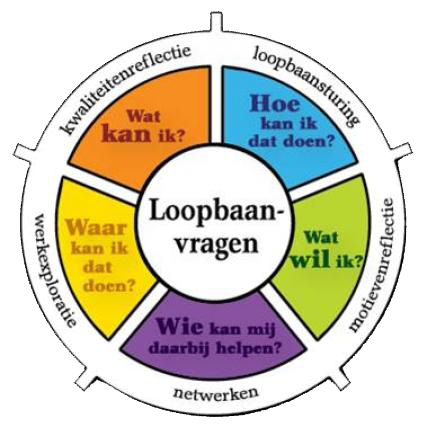 kwaliteitenreflectie
loopbaansturing
Wat
kan ik?
Hoe
kan ik
dat doen?
Loopbaan-
vragen
Waar
kan ik
dat
doen?
Wat
wil ik?
werkexploratie
motievenreflectie
Wie kan mij
daarbij helpen?
netwerken